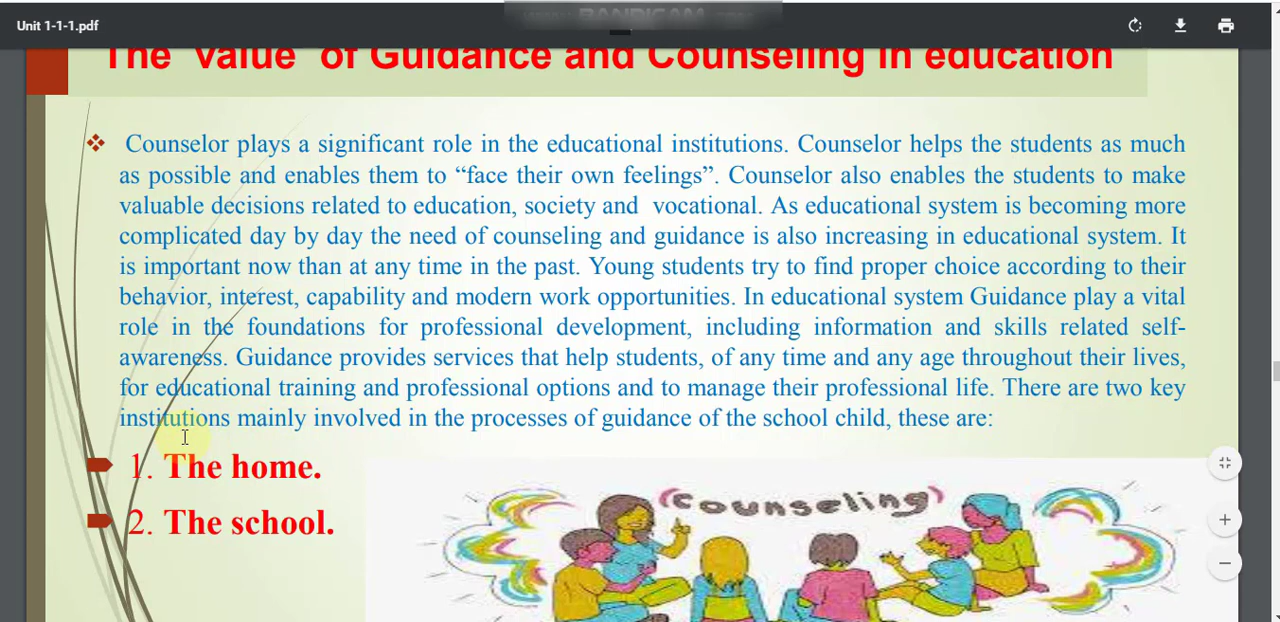 BANDICAM
Unit 1-1-1.pdf
The Value of Guidance and Counseling in education
Counselor plays a significant role in the educational institutions. Counselor helps the students as much
as possible and enables them to “face their own feelings”. Counselor also enables the students to make
valuable decisions related to education, society and vocational. As educational system is becoming more
complicated day by day the need of counseling and guidance is also increasing in educational system. It
is important now than at any time in the past. Young students try to find proper choice according to their
behavior, interest, capability and modern work opportunities. In educational system Guidance play a vital
role in the foundations for professional development, including information and skills related self-
awareness. Guidance provides services that help students, of any time and any age throughout their lives,
for educational training and professional options and to manage their professional life. There are two key
institutions mainly involved in the processes of guidance of the school child, these are:
1. The home.
2. The school.
(Counseling)